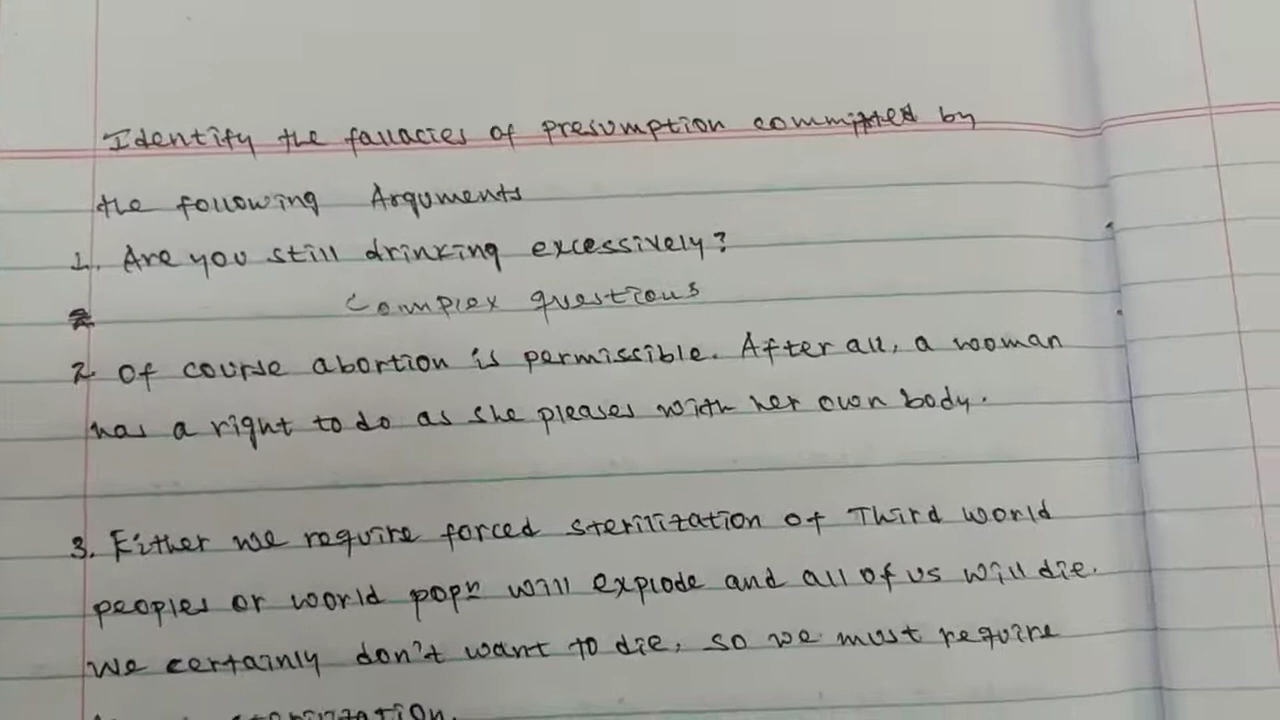 Identify the fallacies of presumption committed by
the following Arguments
1. Are you still drinking excessively?
Complex questions
2. Of course abortion is permissible. After all, a woman
has a right to do as she pleases with her own body.
3. Either we require forced sterilization of Third world
peoples or world popn will explode and all of us will die.
We certainly don't want to die, so we must require
sterilization.